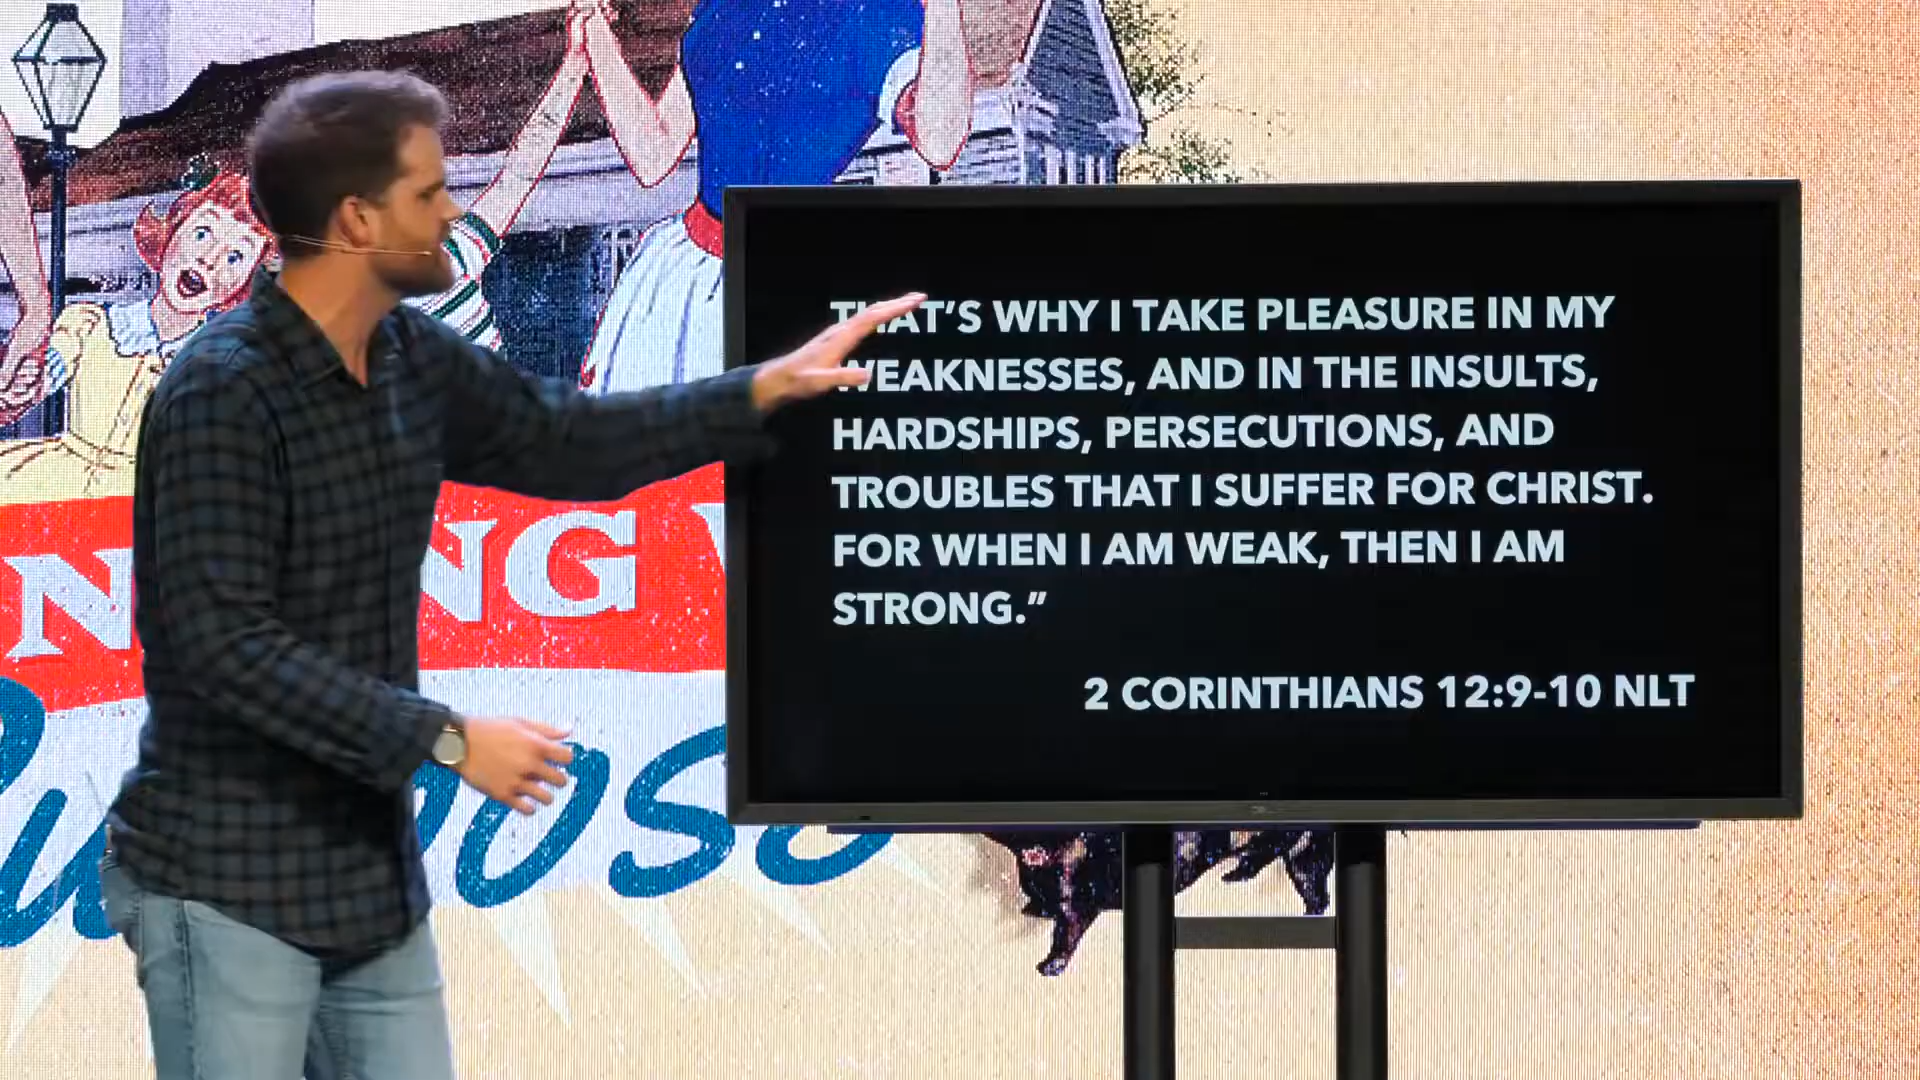 THAT'S WHY I TAKE PLEASURE IN MY
WEAKNESSES, AND IN THE INSULTS,
HARDSHIPS, PERSECUTIONS, AND
TROUBLES THAT I SUFFER FOR CHRIST.
FOR WHEN I AM WEAK, THEN I AM
STRONG.”
2 CORINTHIANS 12:9-10 NLT